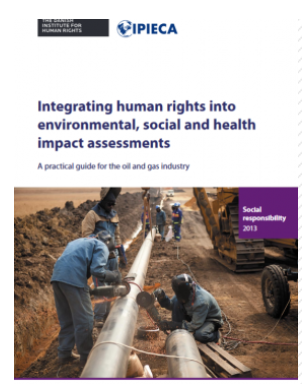 THE DANISH
INSTITUTE FOR
HUMAN RIGHTS
IPIECA
Integrating human rights into
environmental, social and health
impact assessments
A practical guide for the oil and gas industry
Social
responsibility
2013